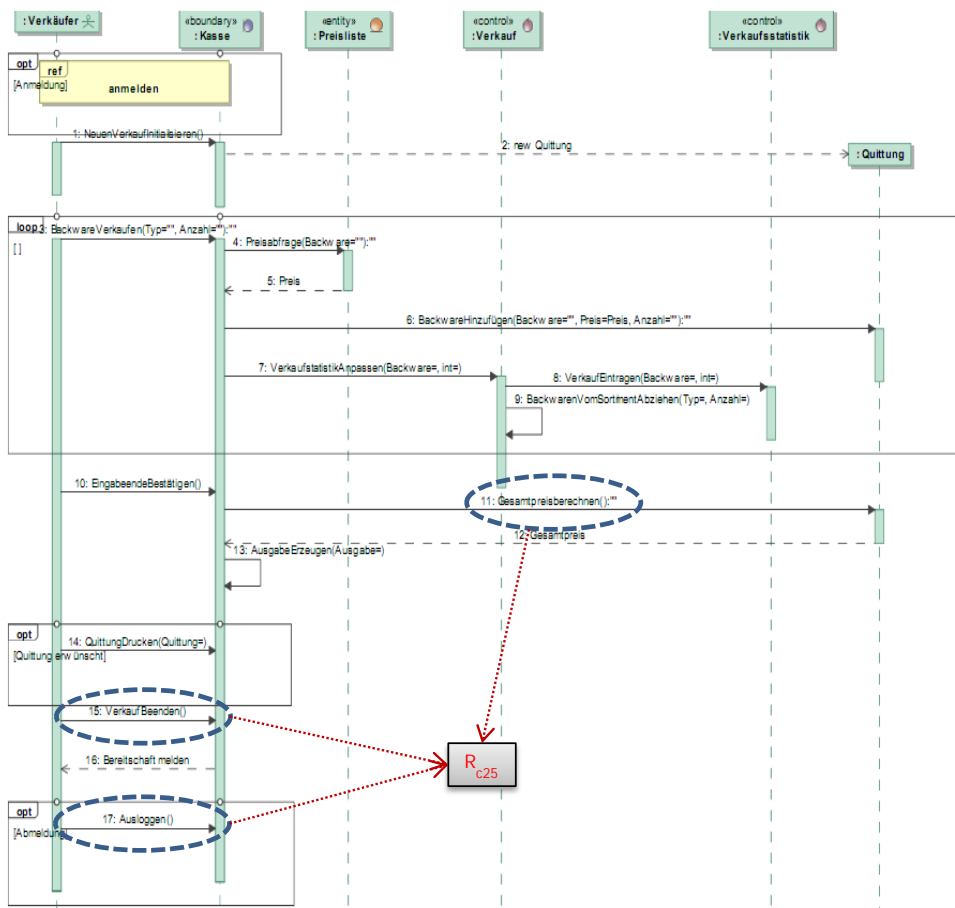 : Verkäufer
«boundary»
: Kasse
«entity»
: Preisliste
«control»
: Verkauf
«control»
: Verkaufsstatistik
opt
ref
[Anmeldung]
anmelden
1: NeuenVerkaufInitialisieren()
2: new Quittung
: Quittung
loop
3: BackwareVerkaufen(Typ="", Anzahl=""):""
[ ]
4: Preisabfrage(Backware=""):""
5: Preis
6: BackwareHinzufügen(Backware="", Preis=Preis, Anzahl=""):""
7: VerkaufstatistikAnpassen(Backware=, int=)
8: VerkaufEintragen(Backware=, int=)
9: BackwarenVomSortimentAbziehen(Typ=, Anzahl=)
10: EingabeendeBestätigen()
11: Gesamtpreisberechnen():""
12: Gesamtpreis
13: AusgabeErzeugen(Ausgabe=)
opt
14: QuittungDrucken(Quittung=)
[Quittung erwünscht]
15: VerkaufBeenden()
16: Bereitschaft melden
R c25
opt
17: Ausloggen()
[Abmeldung]